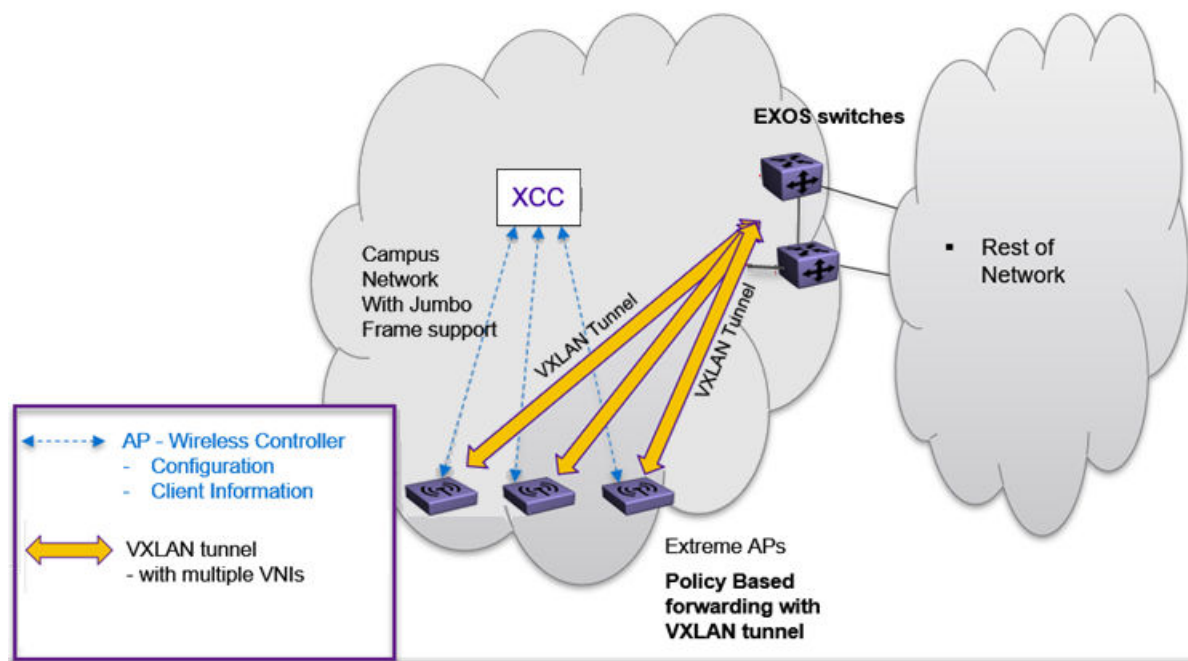 EXOS switches
XCC
Campus
Network
With Jumbo
Frame support
▪ Rest of
Network
VXLAN Tunnel
VXLAN Tunnel
AP - Wireless Controller
- Configuration
- Client Information
VXLAN tunnel
- with multiple VNIs
Extreme APs
Policy Based
forwarding with
VXLAN tunnel